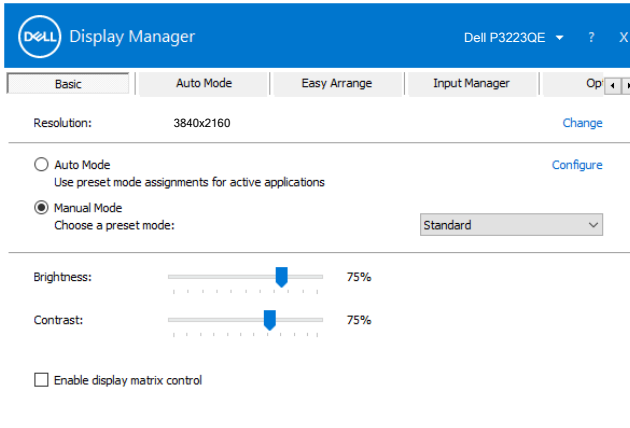 DELL Display Manager Dell P3223QE ? X
Basic Auto Mode Easy Arrange Input Manager Op
Resolution: 3840x2160 Change
Auto Mode Configure
Use preset mode assignments for active applications
Manual Mode
Choose a preset mode: Standard
Brightness: 75%
Contrast: 75%
Enable display matrix control